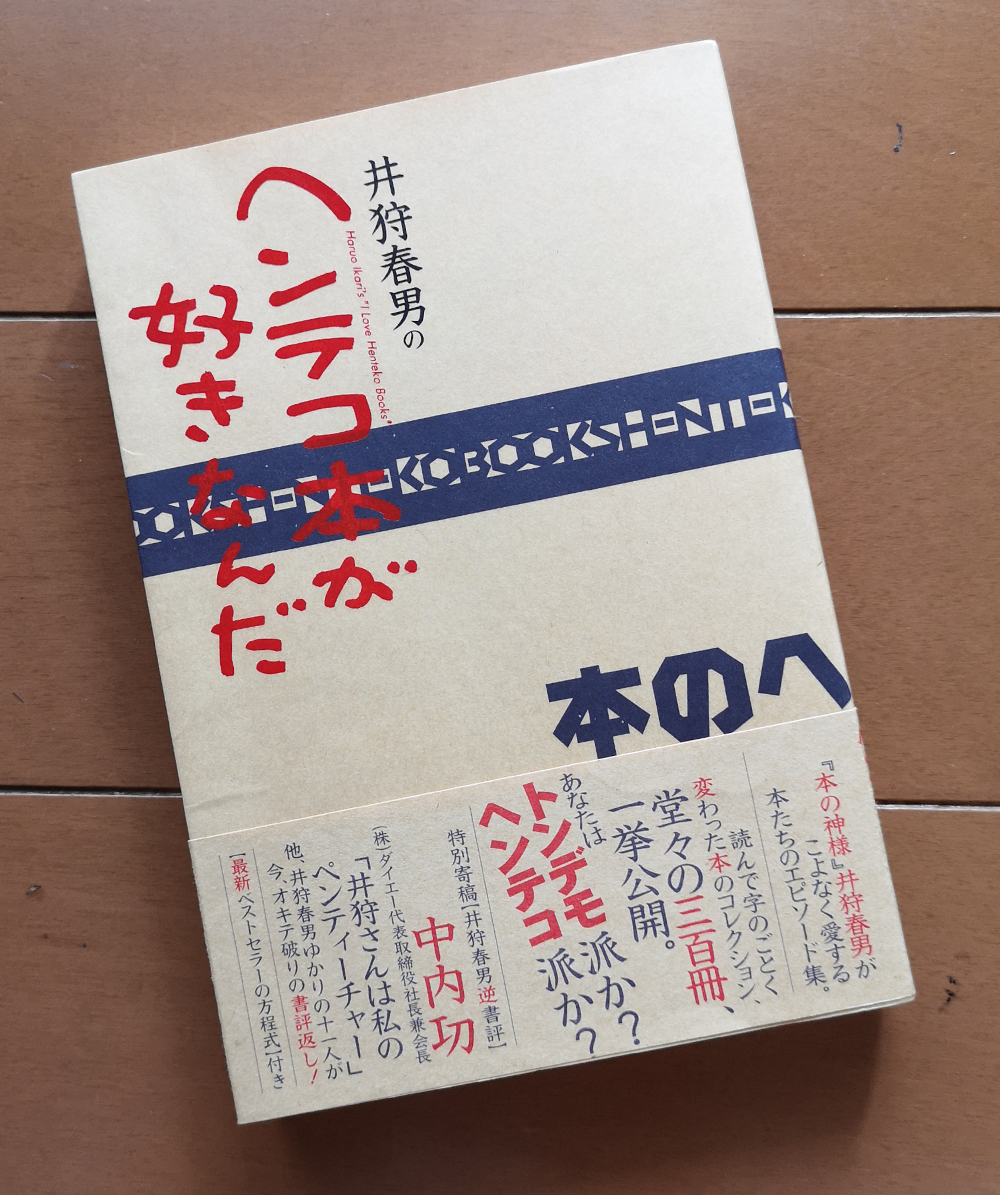 井狩春男の
Haruo Ikari's "I Love Henteko Books"
ヘンテコ本が
好きなんだ
KOBOOKS
本のへ
『本の神様』井狩春男が
こよなく愛する
本たちのエピソード集。
読んで字のごとく
変わった本のコレクション、
堂々の三百冊、
一挙公開。
あなたは
トンデモ派か?
ヘンテコ派か?
特別寄稿[井狩春男逆書評]
中内㓛
(株)ダイエー代表取締役社長兼会長
「井狩さんは私の
ペンティーチャー」
他、井狩春男ゆかりの十一人が
今、オキテ破りの書評返し!
[最新ベストセラーの方程式]付き